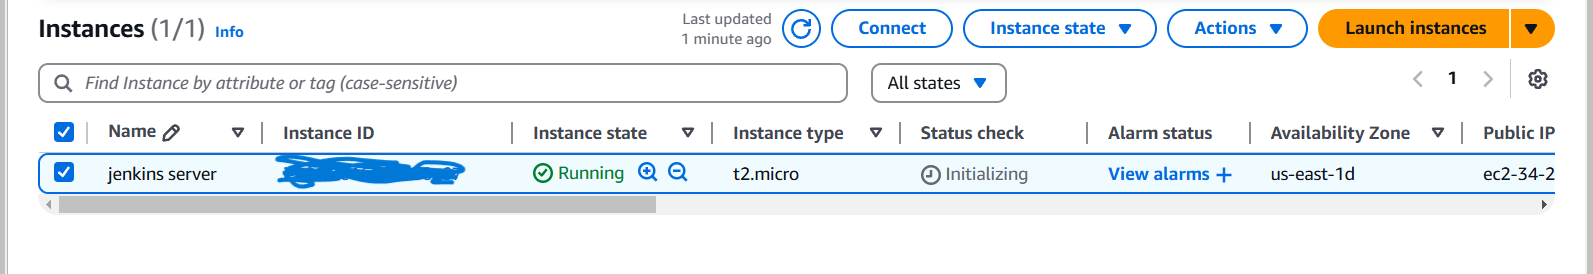 Instances (1/1) Info
Last updated
1 minute ago
Connect
Instance state
Actions
Launch instances
Find Instance by attribute or tag (case-sensitive)
All states
1
Name Instance ID Instance state Instance type Status check Alarm status Availability Zone Public IP
jenkins server Running t2.micro Initializing View alarms + us-east-1d ec2-34-2